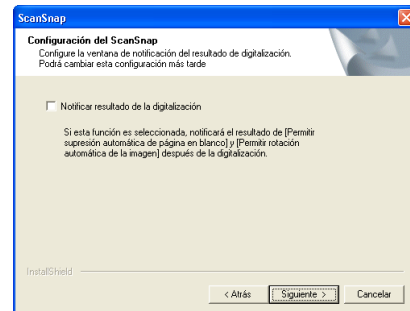 ScanSnap
Configuración del ScanSnap
Configure la ventana de notificación del resultado de digitalización.
Podrá cambiar esta configuración más tarde
Notificar resultado de la digitalización
Si esta función es seleccionada, notificará el resultado de [Permitir
supresión automática de página en blanco] y [Permitir rotación
automática de la imagen] después de la digitalización.
InstallShield
< Atrás Siguiente > Cancelar